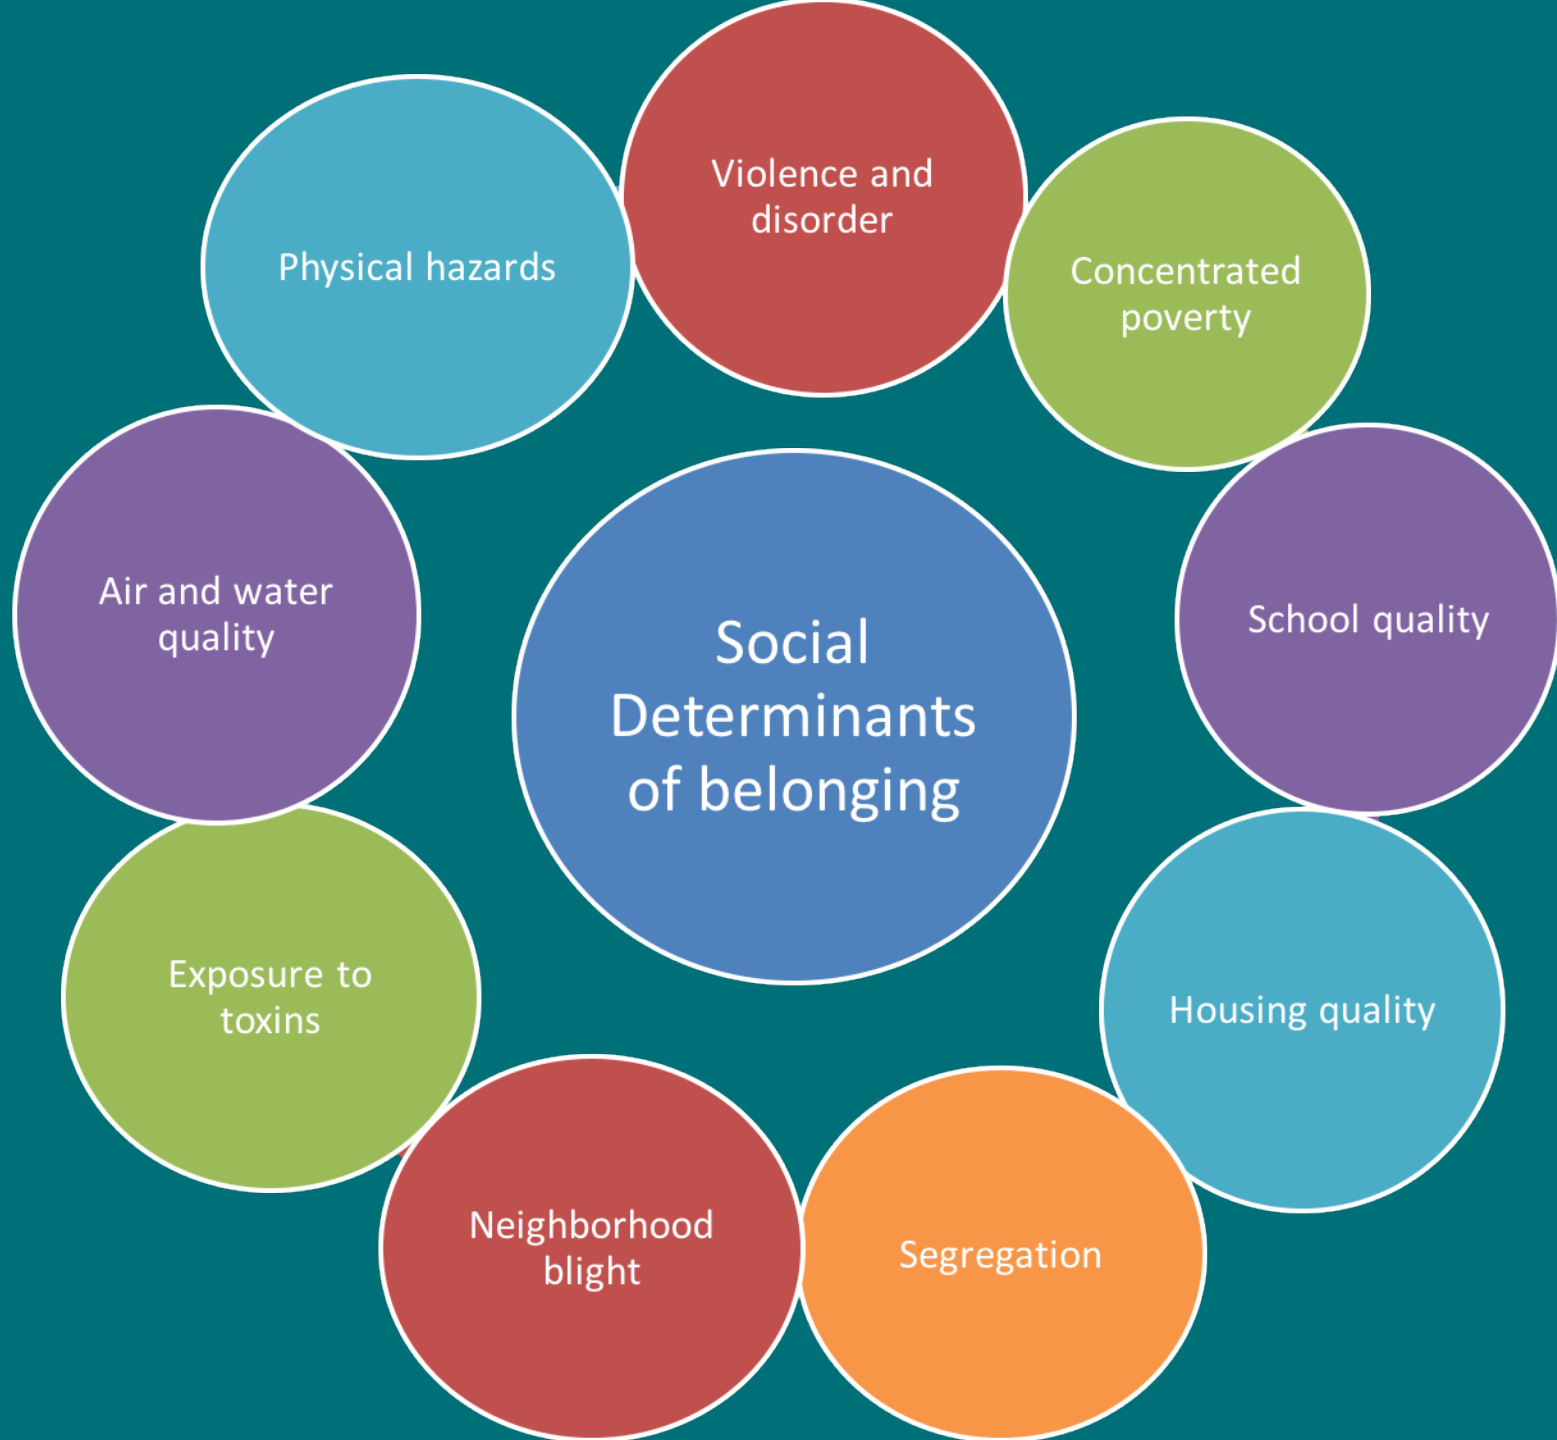 Violence and
disorder
Concentrated
poverty
School quality
Housing quality
Segregation
Neighborhood
blight
Exposure to
toxins
Air and water
quality
Physical hazards
Social
Determinants
of belonging